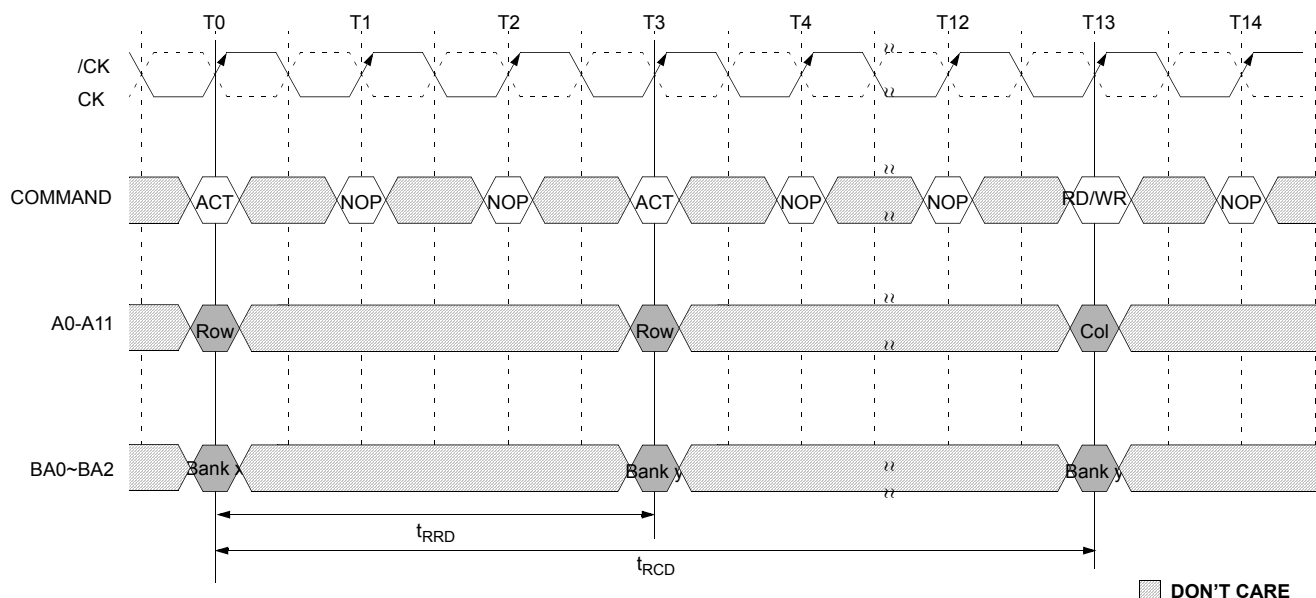 T0 T1 T2 T3 T4 T12 T13 T14
/CK
CK
COMMAND ACT NOP NOP ACT NOP NOP RD/WR NOP
A0-A11 Row Row Col
BA0~BA2 Bank x Bank y Bank y
tRRD
tRCD
DON'T CARE